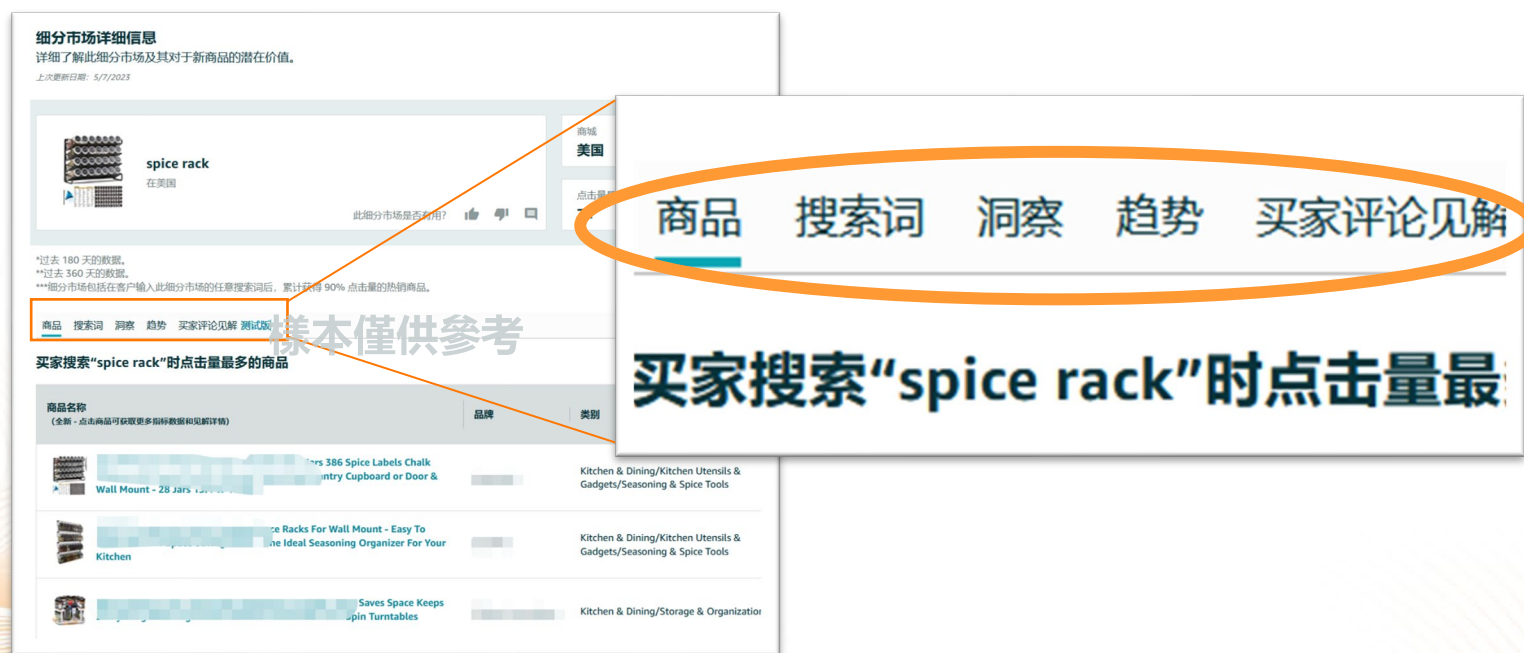 细分市场详细信息
详细了解此细分市场及其对于新商品的潜在价值。
上次更新日期：5/7/2023
spice rack
在美国
此细分市场是否有用?
商城
美国
点击量最
*过去 180 天的数据。
**过去 360 天的数据。
***细分市场包括在客户输入此细分市场的任意搜索词后，累计获得 90% 点击量的热销商品。
商品 搜索词 洞察 趋势 买家评论见解 测试版
樣本僅供參考
买家搜索“spice rack”时点击量最多的商品
商品名称
(全新 - 点击商品可获取更多指标数据和见解详情)
品牌
类别
386 Spice Labels Chalk
Cupboard or Door &
Wall Mount - 28 Jars
Kitchen & Dining/Kitchen Utensils &
Gadgets/Seasoning & Spice Tools
Racks For Wall Mount - Easy To
Ideal Seasoning Organizer For Your
Kitchen
Kitchen & Dining/Kitchen Utensils &
Gadgets/Seasoning & Spice Tools
Saves Space Keeps
Turntables
Kitchen & Dining/Storage & Organization
商品 搜索词 洞察 趋势 买家评论见解
买家搜索“spice rack”时点击量最